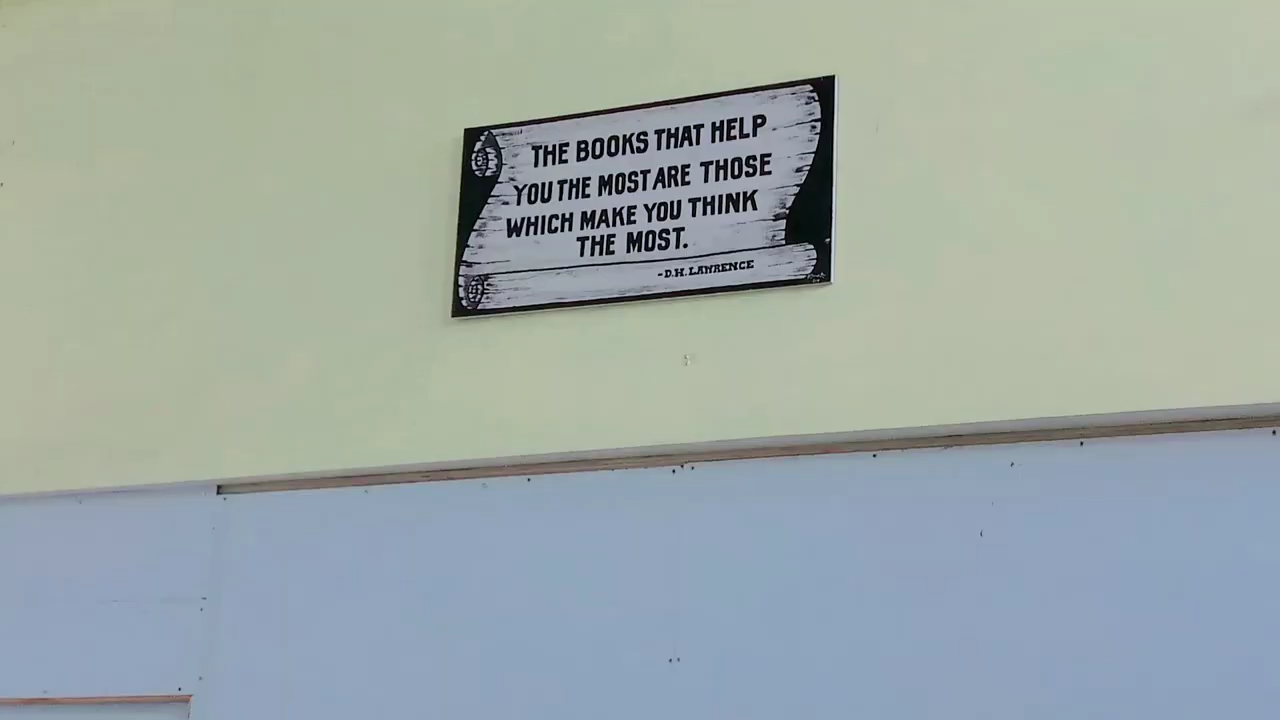 THE BOOKS THAT HELP
YOU THE MOST ARE THOSE
WHICH MAKE YOU THINK
THE MOST.
-D.H. LAWRENCE